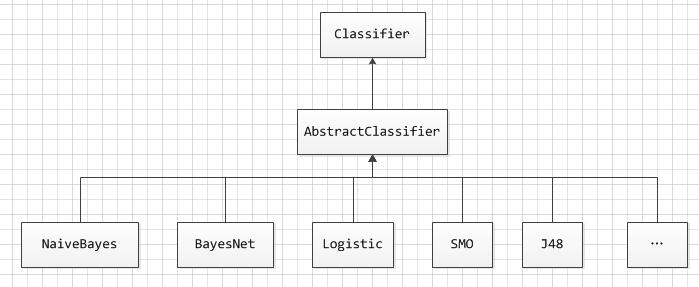 Classifier
AbstractClassifier
NaiveBayes
BayesNet
Logistic
SMO
J48
...